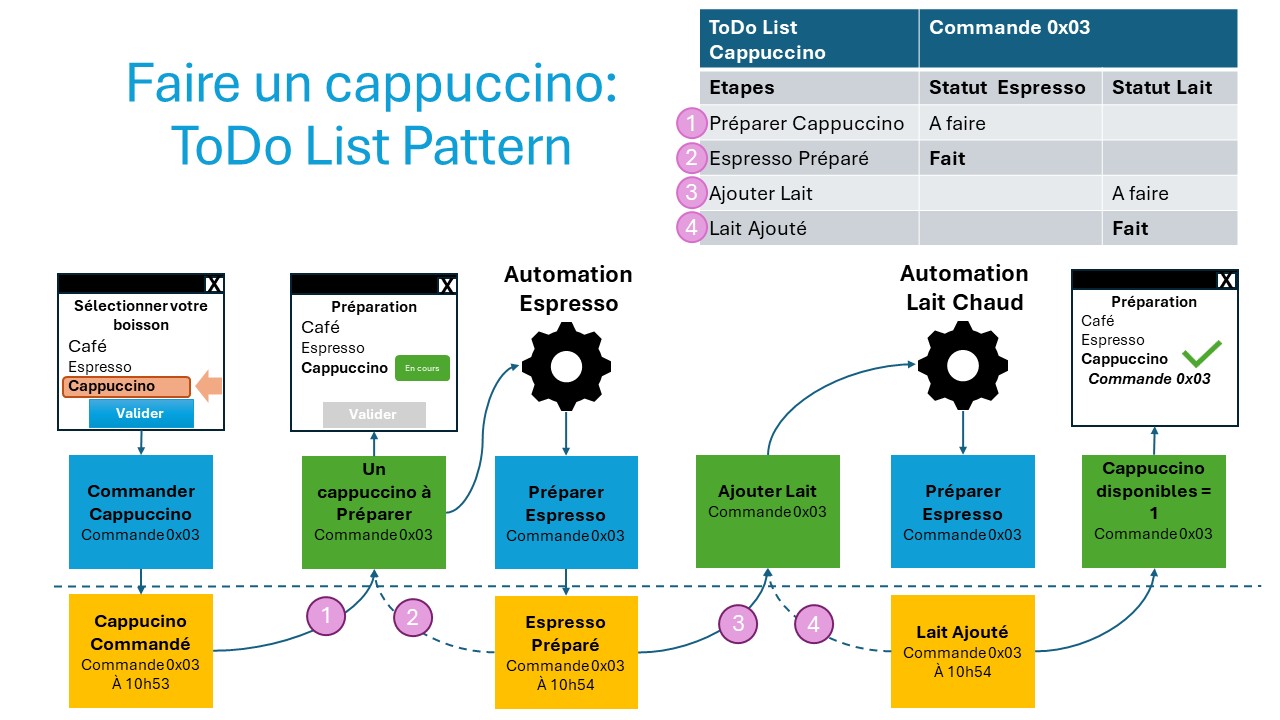 Faire un cappuccino:
ToDo List Pattern
ToDo List
Cappuccino
Commande 0x03
Etapes
Statut Espresso
Statut Lait
1
Préparer Cappuccino
A faire
2
Espresso Préparé
Fait
3
Ajouter Lait
A faire
4
Lait Ajouté
Fait
X
Sélectionner votre
boisson
Café
Espresso
Cappuccino
Valider
X
Préparation
Café
Espresso
Cappuccino
En cours
Valider
Automation
Espresso
Automation
Lait Chaud
X
Préparation
Café
Espresso
Cappuccino
Commande 0x03
Commander
Cappuccino
Commande 0x03
Un
cappuccino à
Préparer
Commande 0x03
Préparer
Espresso
Commande 0x03
Ajouter Lait
Commande 0x03
Préparer
Espresso
Commande 0x03
Cappuccino
disponibles =
1
Commande 0x03
Cappucino
Commandé
Commande 0x03
À 10h53
1
2
Espresso
Préparé
Commande 0x03
À 10h54
3
4
Lait Ajouté
Commande 0x03
À 10h54